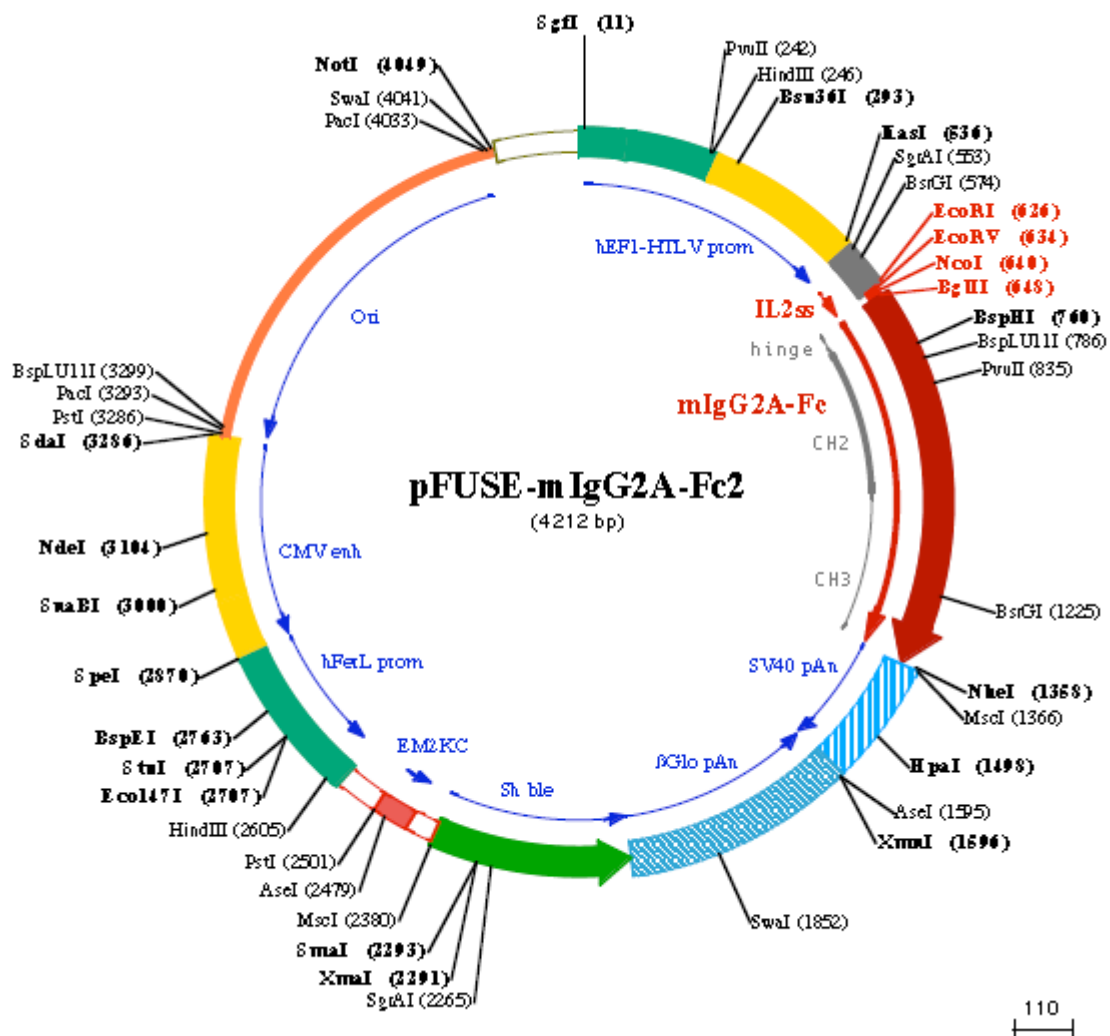 SgfI (11)
PvuII (242)
HindIII (246)
Bsu36I (293)
NotI (4049)
SwaI (4041)
PacI (4033)
KasI (536)
SgrAI (553)
BsrGI (574)
EcoRI (626)
EcoRV (634)
NcoI (640)
BglII (648)
BspHI (760)
BspLU11I (786)
PvuII (835)
hEF1-HTLV prom
IL2ss
hinge
mIgG2A-Fc
CH2
CH3
Ori
BspLU11I (3299)
PacI (3293)
PstI (3286)
SdaI (3286)
pFUSE-mIgG2A-Fc2
(4212 bp)
NdeI (3104)
CMV enh
SnaBI (3000)
BsrGI (1225)
hFerL prom
SV40 pAn
SpeI (2870)
NheI (1358)
MscI (1366)
BspEI (2763)
StuI (2707)
Eco147I (2707)
EM2KC
Sh ble
βGlo pAn
HpaI (1498)
HindIII (2605)
AseI (1595)
XmnI (1596)
PstI (2501)
AseI (2479)
MscI (2380)
SwaI (1852)
SmaI (2293)
XmaI (2291)
SgrAI (2265)
110